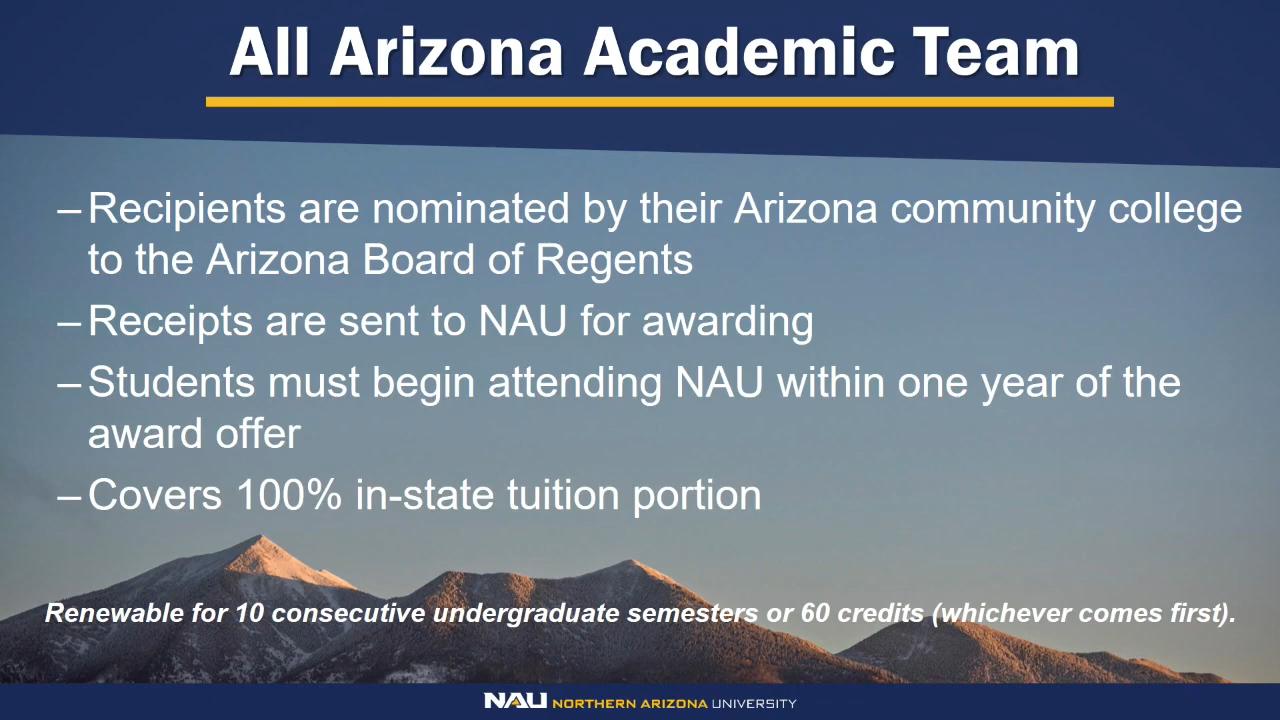 All Arizona Academic Team
– Recipients are nominated by their Arizona community college
to the Arizona Board of Regents
– Receipts are sent to NAU for awarding
– Students must begin attending NAU within one year of the
award offer
– Covers 100% in-state tuition portion
Renewable for 10 consecutive undergraduate semesters or 60 credits (whichever comes first).
NAU NORTHERN ARIZONA UNIVERSITY